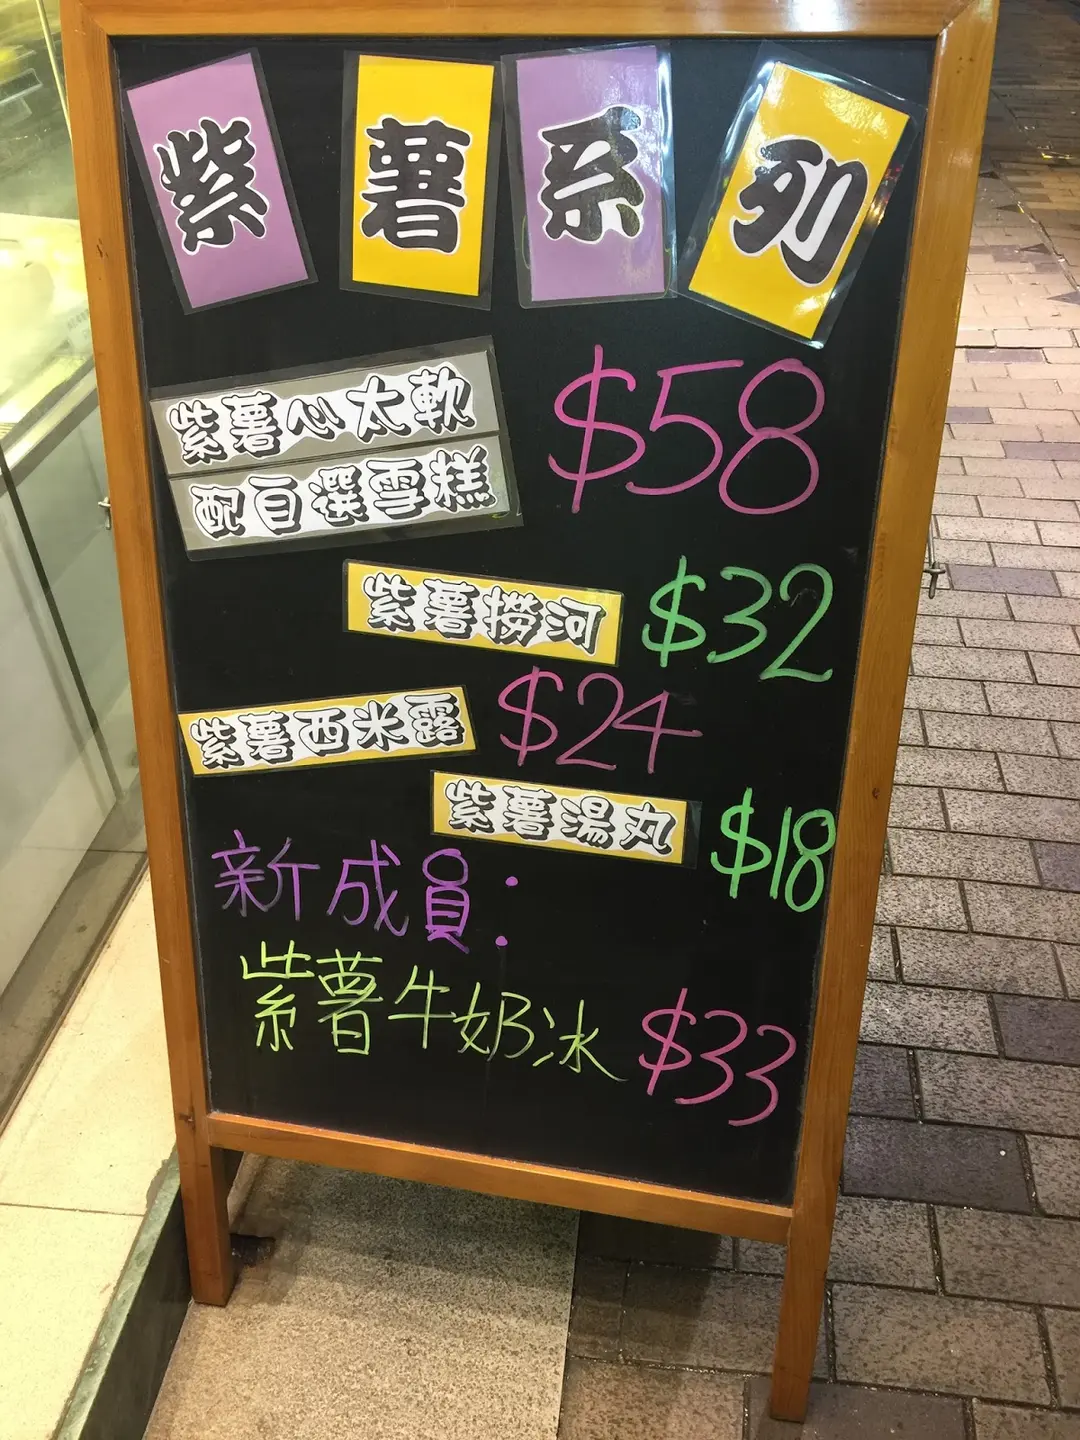 紫薯系列
紫薯心太軟
配自選雪糕
$58
紫薯撈河 $32
紫薯西米露 $24
紫薯湯丸 $18
新成員：
紫薯牛奶冰 $33